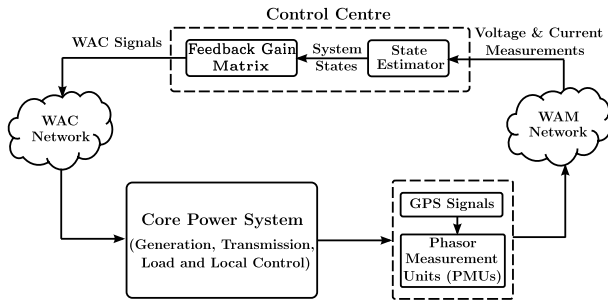 Control Centre
WAC Signals
Feedback Gain
Matrix
System
States
State
Estimator
Voltage & Current
Measurements
WAC
Network
WAM
Network
Core Power System
(Generation, Transmission,
Load and Local Control)
GPS Signals
Phasor
Measurement
Units (PMUs)